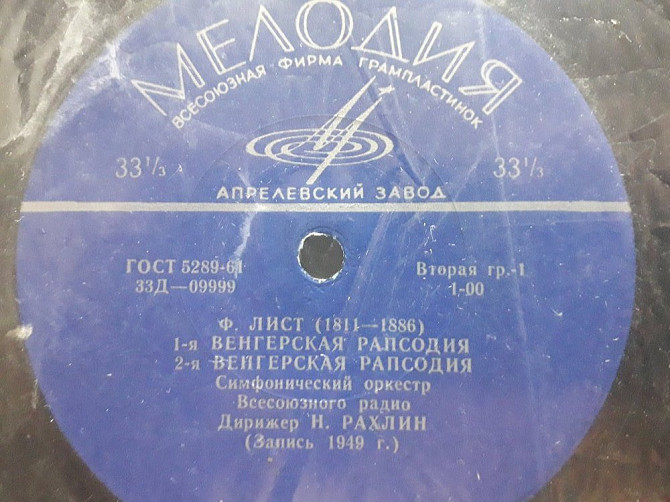 МЕЛОДИЯ
ВСЕСОЮЗНАЯ ФИРМА ГРАМПЛАСТИНОК
33⅓ А 33⅓
АПРЕЛЕВСКИЙ ЗАВОД
ГОСТ 5289-61 Вторая гр.-1
33Д—09999 1-00
Ф. ЛИСТ (1811—1886)
1-я ВЕНГЕРСКАЯ РАПСОДИЯ
2-я ВЕНГЕРСКАЯ РАПСОДИЯ
Симфонический оркестр
Всесоюзного радио
Дирижер Н. РАХЛИН
(Запись 1949 г.)